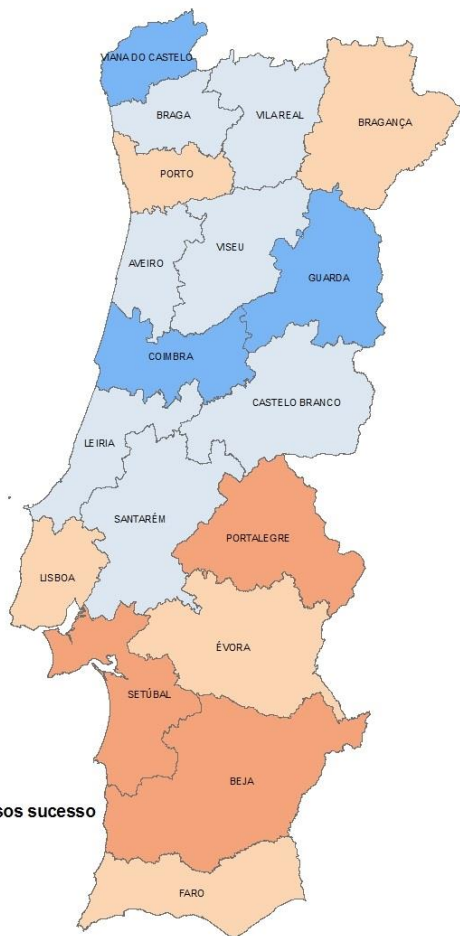 VIANA DO CASTELO
BRAGA
VILA REAL
BRAGANÇA
PORTO
AVEIRO
VISEU
GUARDA
COIMBRA
CASTELO BRANCO
LEIRIA
SANTARÉM
PORTALEGRE
LISBOA
ÉVORA
SETÚBAL
BEJA
sos sucesso
FARO